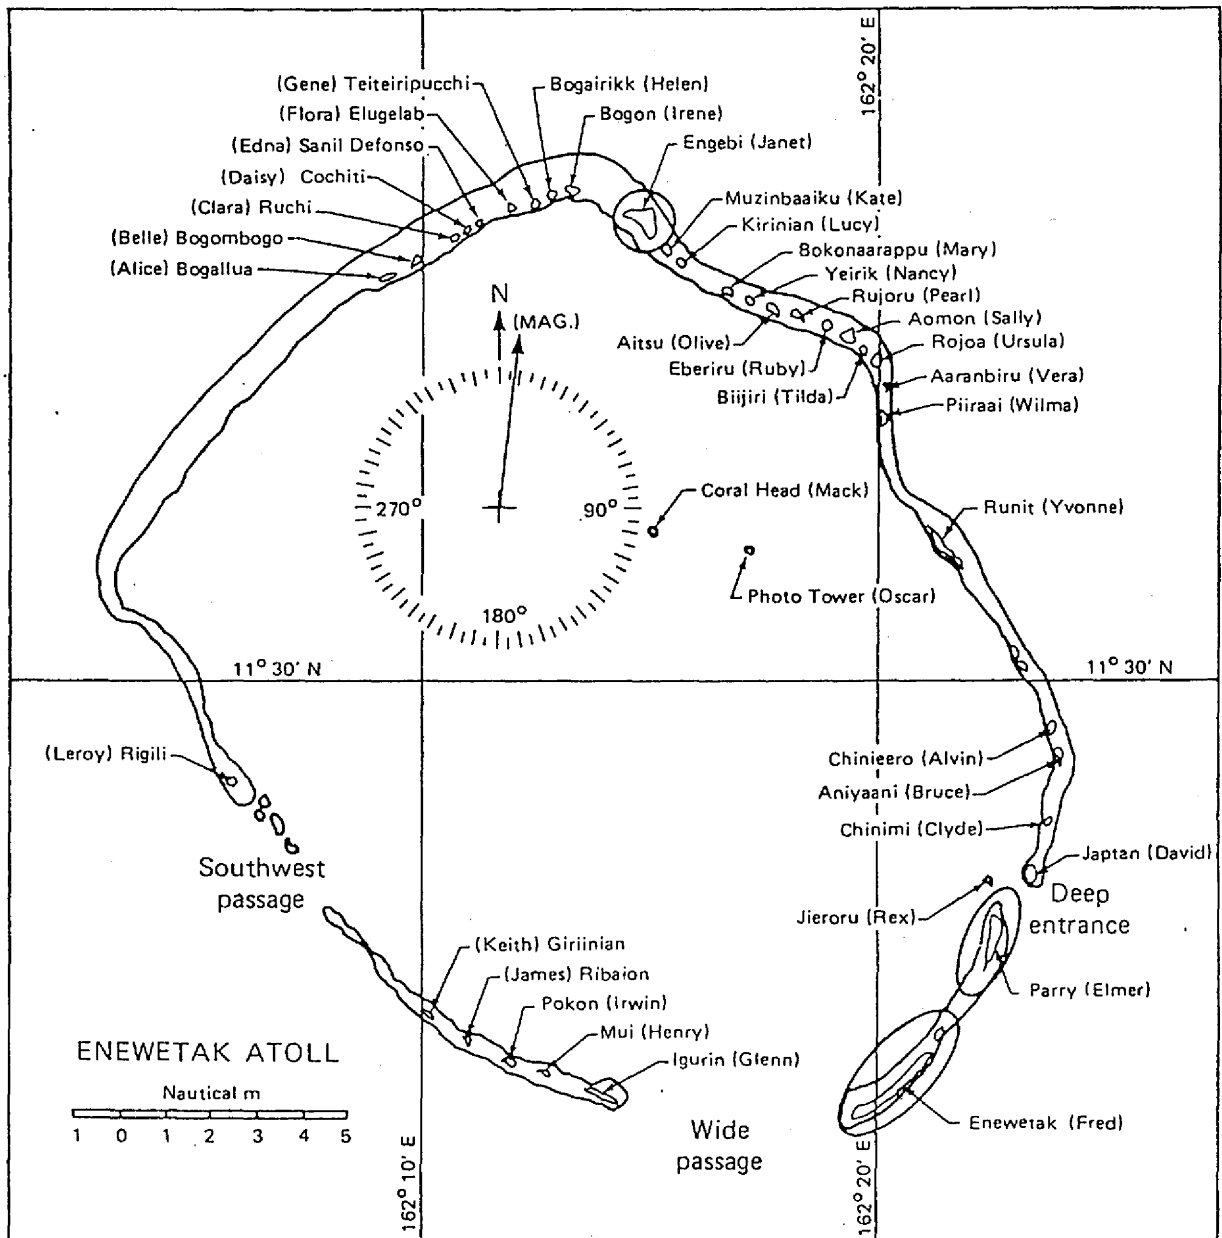 162° 20' E
(Gene) Teiteiripucchi
Bogairikk (Helen)
(Flora) Elugelab
Bogon (Irene)
(Edna) Sanil Defonso
Engebi (Janet)
(Daisy) Cochiti
Muzinbaaiku (Kate)
(Clara) Ruchi
Kirinian (Lucy)
(Belle) Bogombogo
Bokonaarappu (Mary)
(Alice) Bogallua
Yeirik (Nancy)
Rujoru (Pearl)
N
(MAG.)
Aomon (Sally)
Aitsu (Olive)
Rojoa (Ursula)
Eberiru (Ruby)
Aaranbiru (Vera)
Biijiri (Tilda)
Piiraai (Wilma)
Coral Head (Mack)
270°
90°
Runit (Yvonne)
Photo Tower (Oscar)
180°
11° 30' N
11° 30' N
(Leroy) Rigili
Chinieero (Alvin)
Aniyaani (Bruce)
Chinimi (Clyde)
Japtan (David)
Southwest
passage
Jieroru (Rex)
Deep
entrance
(Keith) Giriinian
(James) Ribaion
Parry (Elmer)
Pokon (Irwin)
Mui (Henry)
ENEWETAK ATOLL
Igurin (Glenn)
Nautical m
1 0 1 2 3 4 5
Enewetak (Fred)
Wide
passage
162° 10' E
162° 20' E